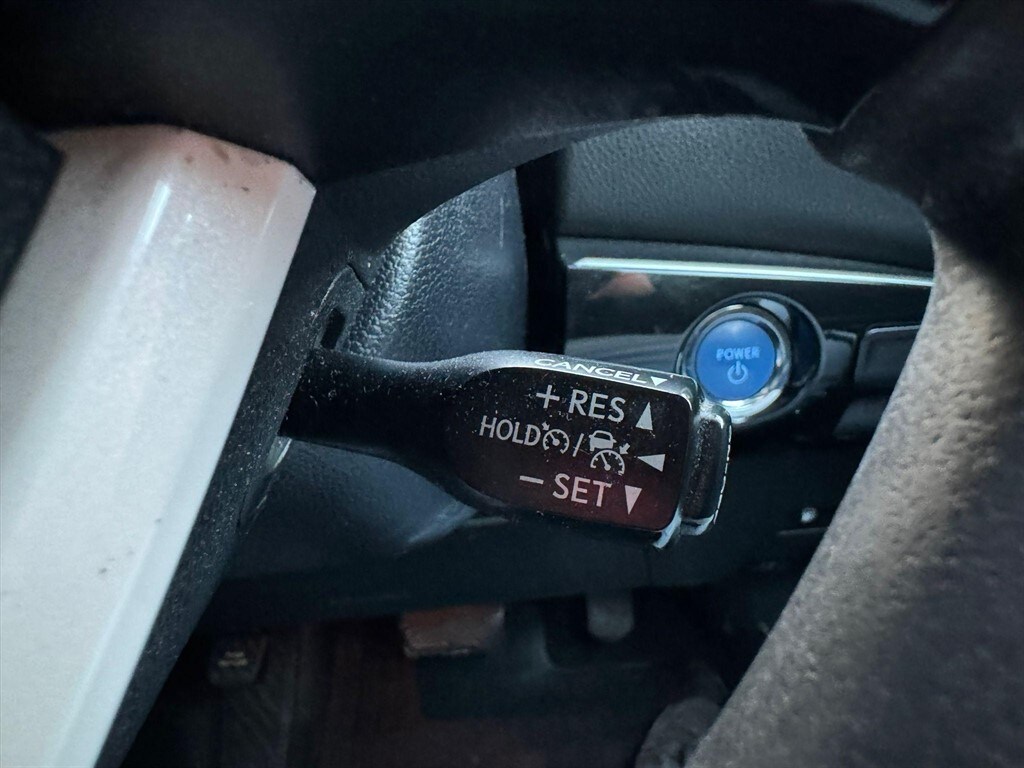 CANCEL
+ RES
HOLD /
− SET
POWER